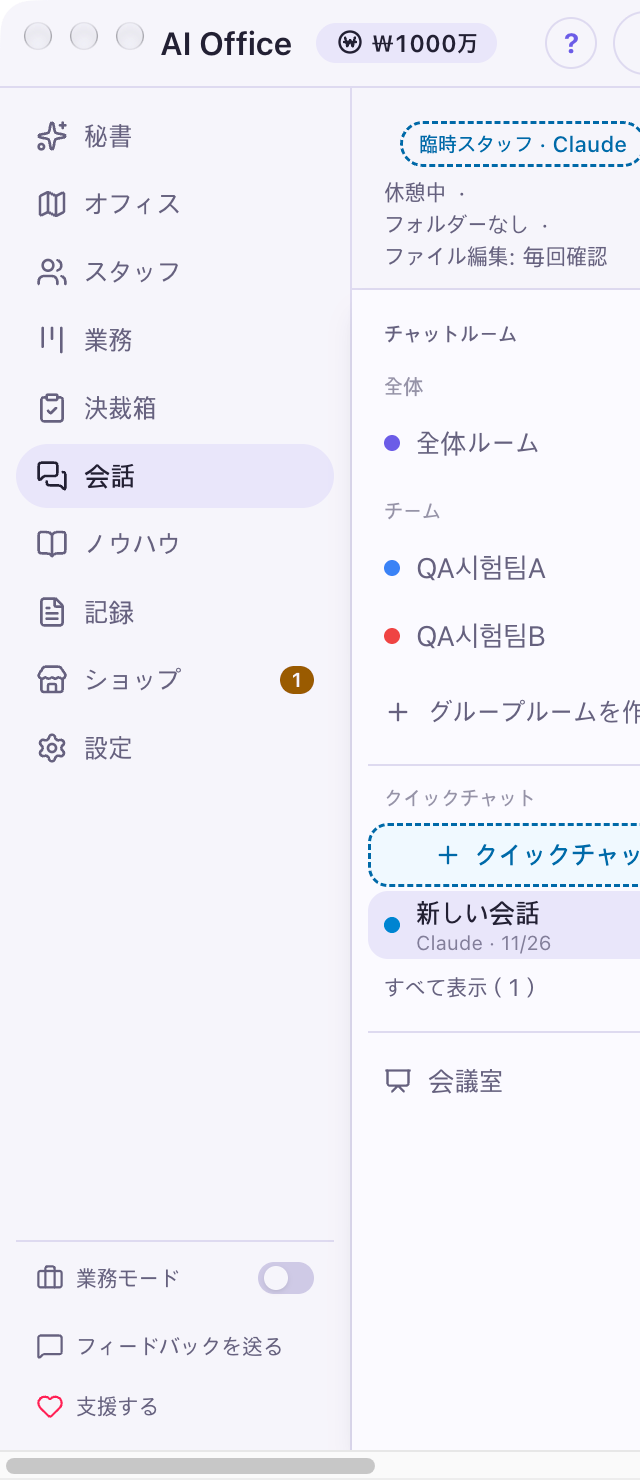 AI Office
₩1000万
?
秘書
オフィス
スタッフ
業務
決裁箱
会話
ノウハウ
記録
ショップ
1
設定
業務モード
フィードバックを送る
支援する
臨時スタッフ · Claude
休憩中 ·
フォルダーなし ·
ファイル編集: 毎回確認
チャットルーム
全体
全体ルーム
チーム
QA시험팀A
QA시험팀B
+ グループルームを作
クイックチャット
+ クイックチャッ
新しい会話
Claude · 11/26
すべて表示 ( 1 )
会議室